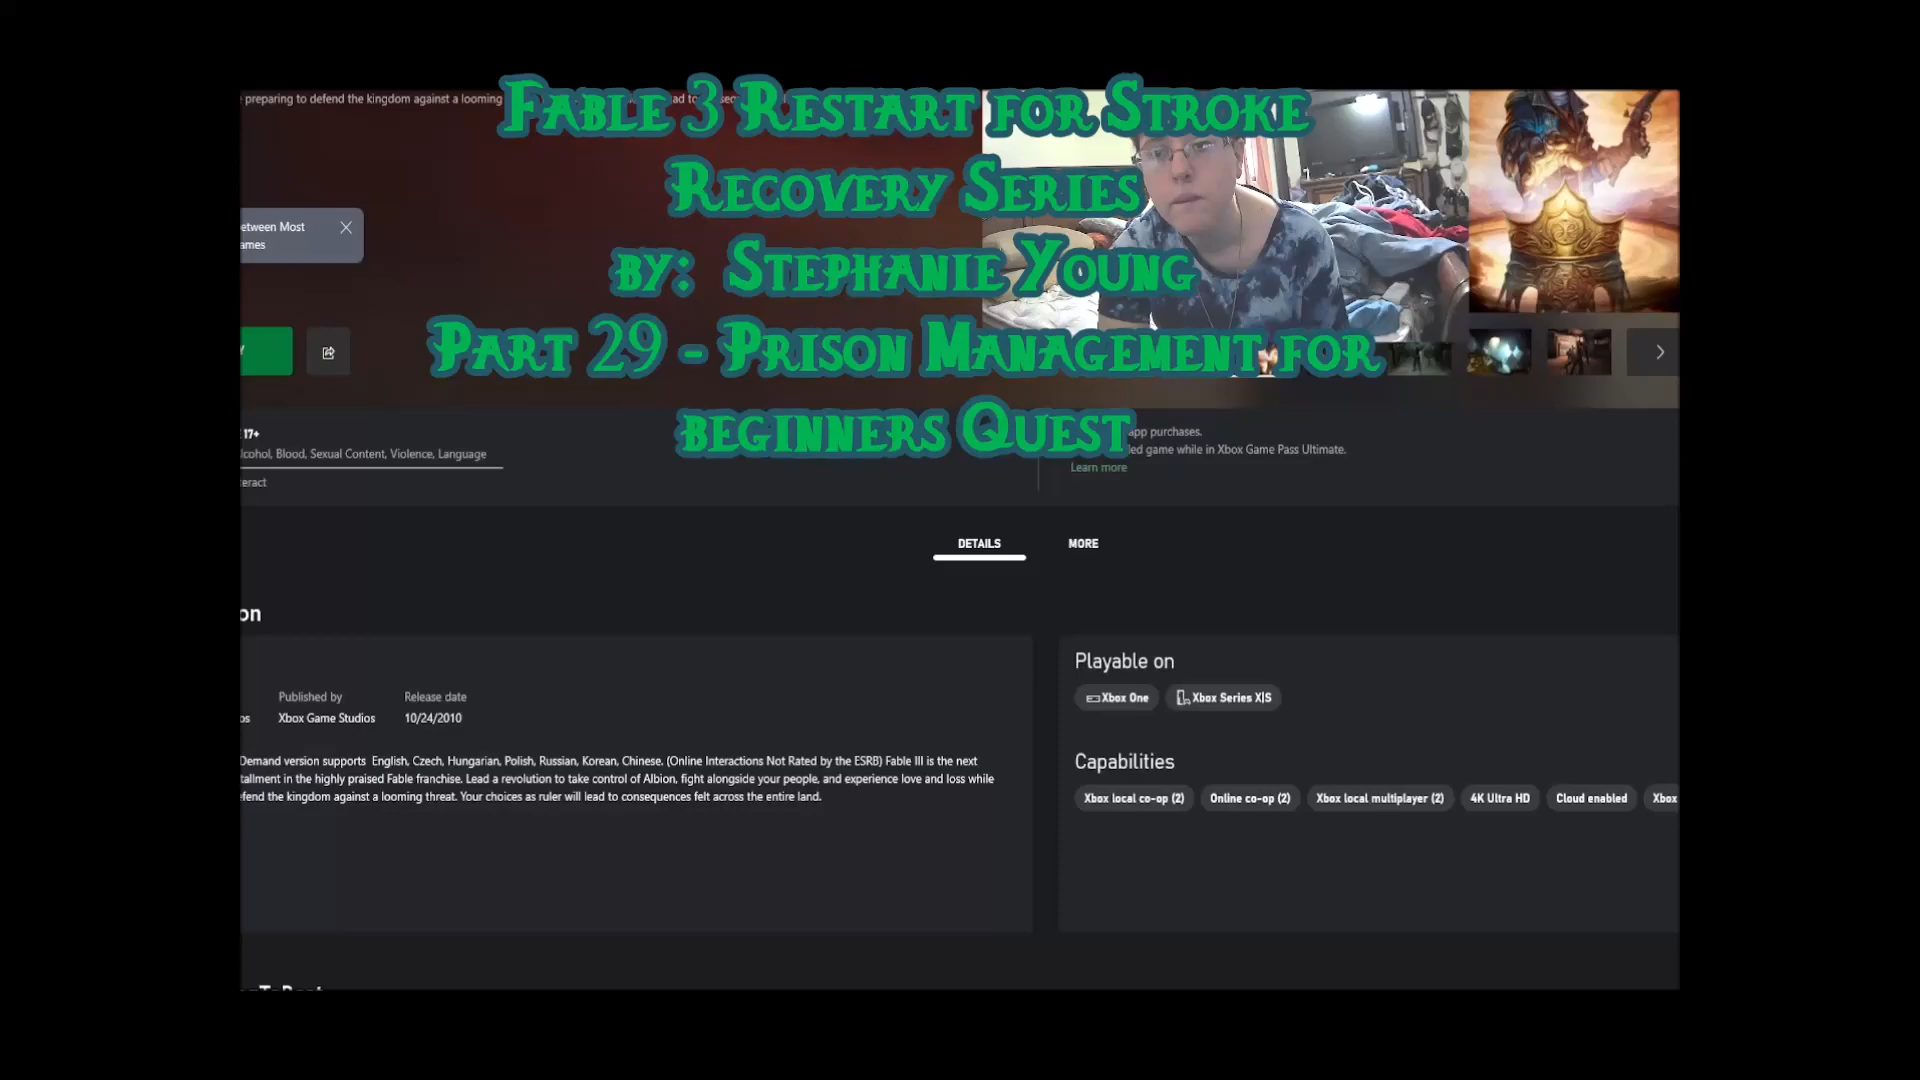 preparing to defend the kingdom against a looming
Fable 3 Restart for Stroke
Recovery Series
by: Stephanie Young
Part 29 - Prison Management for
beginners Quest
etween Most
ames
17+
lcohol, Blood, Sexual Content, Violence, Language
teract
app purchases.
led game while in Xbox Game Pass Ultimate.
Learn more
DETAILS
MORE
on
Published by
Release date
os
Xbox Game Studios
10/24/2010
Demand version supports English, Czech, Hungarian, Polish, Russian, Korean, Chinese. (Online Interactions Not Rated by the ESRB) Fable III is the next
tallment in the highly praised Fable franchise. Lead a revolution to take control of Albion, fight alongside your people, and experience love and loss while
efend the kingdom against a looming threat. Your choices as ruler will lead to consequences felt across the entire land.
Playable on
Xbox One
Xbox Series X|S
Capabilities
Xbox local co-op (2)
Online co-op (2)
Xbox local multiplayer (2)
4K Ultra HD
Cloud enabled
Xbox